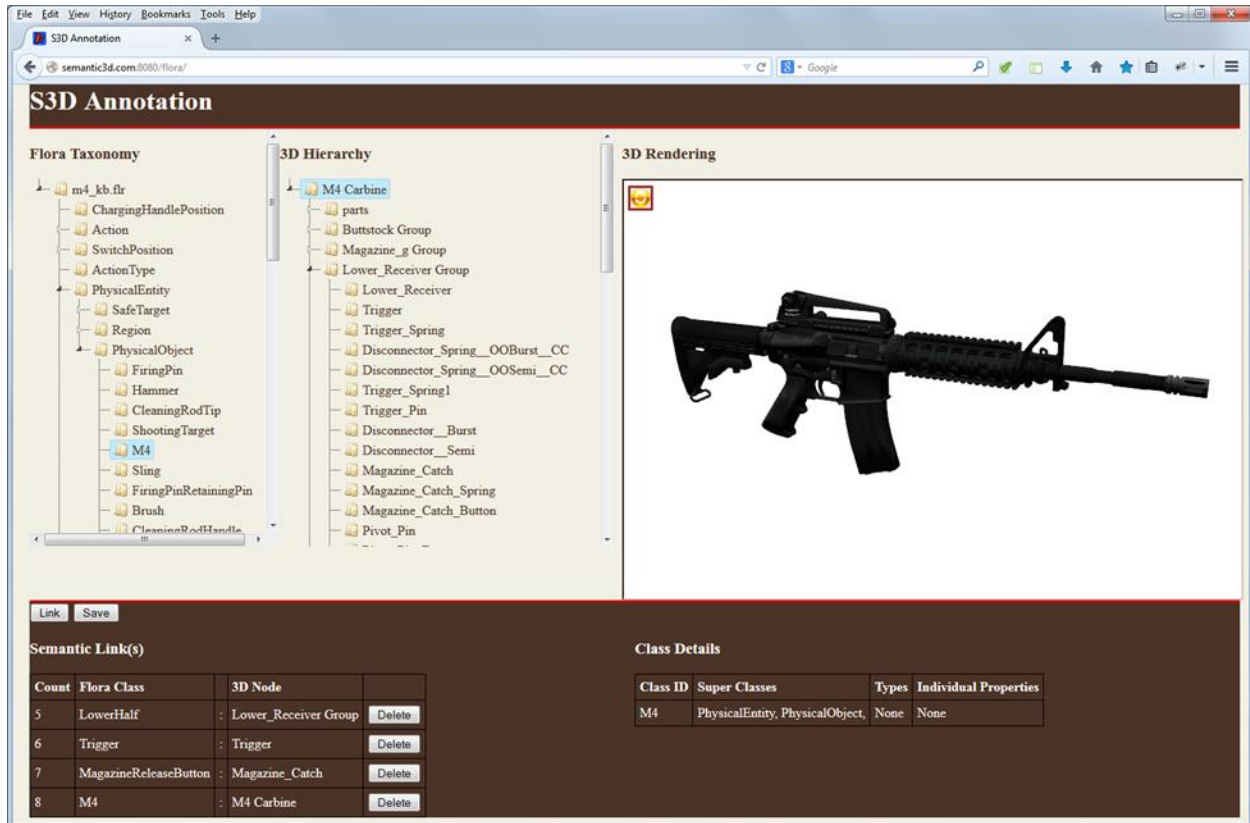 File Edit View History Bookmarks Tools Help
S3D Annotation × +
semantic3d.com:8080/flora/ Google
S3D Annotation
Flora Taxonomy
m4_kb.flr
ChargingHandlePosition
Action
SwitchPosition
ActionType
PhysicalEntity
SafeTarget
Region
PhysicalObject
FiringPin
Hammer
CleaningRodTip
ShootingTarget
M4
Sling
FiringPinRetainingPin
Brush
CleaningRodHandle
3D Hierarchy
M4 Carbine
parts
Buttstock Group
Magazine_g Group
Lower_Receiver Group
Lower_Receiver
Trigger
Trigger_Spring
Disconnector_Spring__OOBurst__CC
Disconnector_Spring__OOSemi__CC
Trigger_Spring1
Trigger_Pin
Disconnector__Burst
Disconnector__Semi
Magazine_Catch
Magazine_Catch_Spring
Magazine_Catch_Button
Pivot_Pin
3D Rendering
Link Save
Semantic Link(s)
Count Flora Class 3D Node
5 LowerHalf : Lower_Receiver Group Delete
6 Trigger : Trigger Delete
7 MagazineReleaseButton : Magazine_Catch Delete
8 M4 : M4 Carbine Delete
Class Details
Class ID Super Classes Types Individual Properties
M4 PhysicalEntity, PhysicalObject, None None